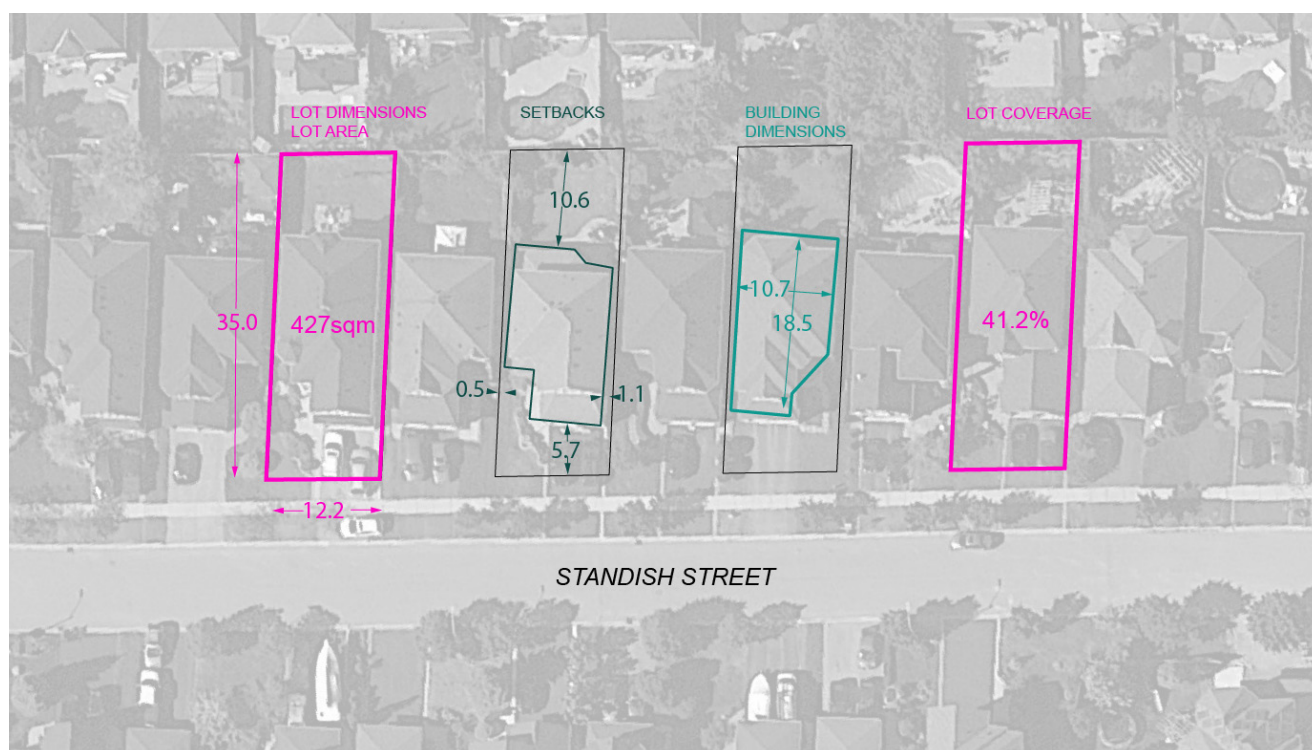 LOT DIMENSIONS
LOT AREA
SETBACKS
BUILDING
DIMENSIONS
LOT COVERAGE
10.6
10.7
35.0
427sqm
18.5
41.2%
0.5
1.1
5.7
12.2
STANDISH STREET